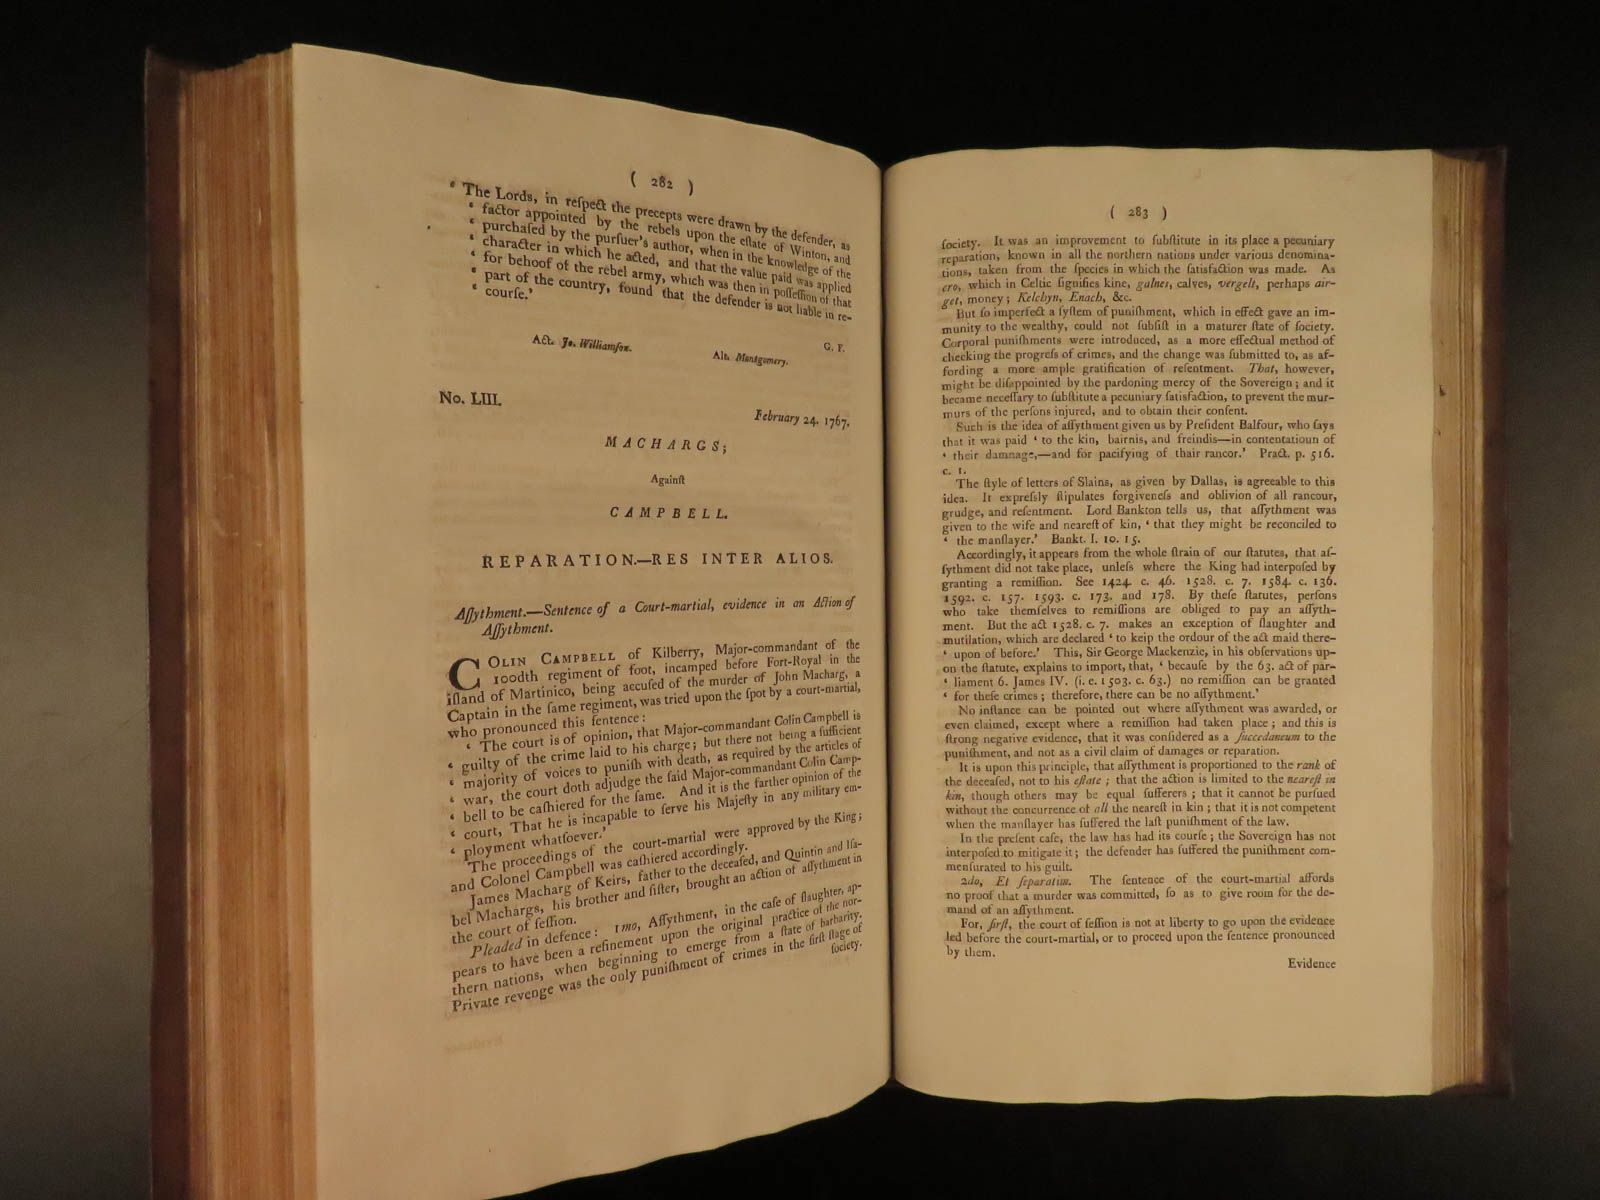 ( 282 )
‘ The Lords, in reſpect the precepts were drawn by the defender, as
‘ factor appointed by the rebels upon the eſtate of Winton, and
‘ purchaſed by the purſuer's author, when in the knowledge of the
‘ character in which he acted, and that the value paid was applied
‘ for behoof of the rebel army, which was then in poſſeſſion of that
‘ part of the country, found that the defender is not liable in re-
‘ courſe.’
G. F.
Act. Jo. Williamſon.
Alt. Montgomery.
No. LIII.
February 24. 1767.
MACHARGS;
Againſt
CAMPBELL.
REPARATION.—RES INTER ALIOS.
Aſſythment.—Sentence of a Court-martial, evidence in an Action of
Aſſythment.
COLIN CAMPBELL of Kilberry, Major-commandant of the
100dth regiment of foot, incamped before Fort-Royal in the
iſland of Martinico, being accuſed of the murder of John Macharg, a
Captain in the ſame regiment, was tried upon the ſpot by a court-martial,
who pronounced this ſentence:
‘ The court is of opinion, that Major-commandant Colin Campbell is
‘ guilty of the crime laid to his charge; but there not being a ſufficient
‘ majority of voices to puniſh with death, as required by the articles of
‘ war, the court doth adjudge the ſaid Major-commandant Colin Camp-
‘ bell to be caſhiered for the ſame. And it is the farther opinion of the
‘ court, That he is incapable to ſerve his Majeſty in any military em-
‘ ployment whatſoever.’
The proceedings of the court-martial were approved by the King;
and Colonel Campbell was caſhiered accordingly.
James Macharg of Keirs, father to the deceaſed, and Quintin and Iſa-
bel Machargs, his brother and ſiſter, brought an action of aſſythment in
the court of ſeſſion.
Pleaded in defence: 1mo, Aſſythment, in the caſe of ſlaughter, ap-
pears to have been a refinement upon the original practice of the nor-
thern nations, when beginning to emerge from a ſtate of barbarity.
Private revenge was the only puniſhment of crimes in the firſt ſtage of
ſociety.
( 283 )
ſociety. It was an improvement to ſubſtitute in its place a pecuniary
reparation, known in all the northern nations under various denomina-
tions, taken from the ſpecies in which the ſatisfaction was made. As
cro, which in Celtic ſignifies kine, galnes, calves, vergelt, perhaps air-
get, money; Kelchyn, Enach, &c.
But ſo imperfect a ſyſtem of puniſhment, which in effect gave an im-
munity to the wealthy, could not ſubſiſt in a maturer ſtate of ſociety.
Corporal puniſhments were introduced, as a more effectual method of
checking the progreſs of crimes, and the change was ſubmitted to, as af-
fording a more ample gratification of reſentment. That, however,
might be diſappointed by the pardoning mercy of the Sovereign; and it
became neceſſary to ſubſtitute a pecuniary ſatisfaction, to prevent the mur-
murs of the perſons injured, and to obtain their conſent.
Such is the idea of aſſythment given us by Preſident Balfour, who ſays
that it was paid ‘ to the kin, bairnis, and freindis—in contentatioun of
‘ their damnage,—and for pacifying of thair rancor.’ Pract. p. 516.
c. 1.
The ſtyle of letters of Slains, as given by Dallas, is agreeable to this
idea. It expreſsly ſtipulates forgiveneſs and oblivion of all rancour,
grudge, and reſentment. Lord Bankton tells us, that aſſythment was
given to the wife and neareſt of kin, ‘ that they might be reconciled to
‘ the manſlayer.’ Bankt. I. 10. 15.
Accordingly, it appears from the whole ſtrain of our ſtatutes, that aſ-
ſythment did not take place, unleſs where the King had interpoſed by
granting a remiſſion. See 1424. c. 46. 1528. c. 7. 1584. c. 136.
1592. c. 157. 1593. c. 173. and 178. By theſe ſtatutes, perſons
who take themſelves to remiſſions are obliged to pay an aſſyth-
ment. But the act 1528. c. 7. makes an exception of ſlaughter and
mutilation, which are declared ‘ to keip the ordour of the act maid there-
‘ upon of before.’ This, Sir George Mackenzie, in his obſervations up-
on the ſtatute, explains to import, that, ‘ becauſe by the 63. act of par-
‘ liament 6. James IV. (i. e. 1503. c. 63.) no remiſſion can be granted
‘ for theſe crimes; therefore, there can be no aſſythment.’
No inſtance can be pointed out where aſſythment was awarded, or
even claimed, except where a remiſſion had taken place; and this is
ſtrong negative evidence, that it was conſidered as a ſuccedaneum to the
puniſhment, and not as a civil claim of damages or reparation.
It is upon this principle, that aſſythment is proportioned to the rank of
the deceaſed, not to his eſtate; that the action is limited to the neareſt in
kin, though others may be equal ſufferers; that it cannot be purſued
without the concurrence of all the neareſt in kin; that it is not competent
when the manſlayer has ſuffered the laſt puniſhment of the law.
In the preſent caſe, the law has had its courſe; the Sovereign has not
interpoſed to mitigate it; the defender has ſuffered the puniſhment com-
menſurated to his guilt.
2do, Et ſeparatim. The ſentence of the court-martial affords
no proof that a murder was committed, ſo as to give room for the de-
mand of an aſſythment.
For, firſt, the court of ſeſſion is not at liberty to go upon the evidence
led before the court-martial, or to proceed upon the ſentence pronounced
by them.
Evidence